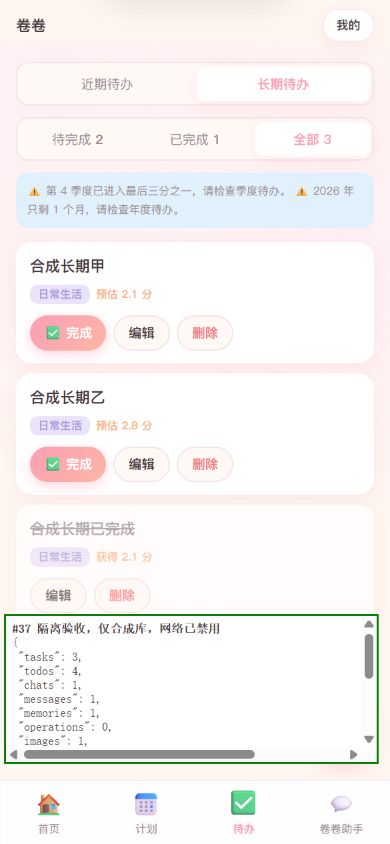 卷卷
我的
近期待办 长期待办
待完成 2 已完成 1 全部 3
⚠️ 第 4 季度已进入最后三分之一，请检查季度待办。 ⚠️ 2026 年
只剩 1 个月，请检查年度待办。
合成长期甲
日常生活 预估 2.1 分
✅ 完成 编辑 删除
合成长期乙
日常生活 预估 2.8 分
✅ 完成 编辑 删除
合成长期已完成
日常生活 获得 2.1 分
编辑 删除
#37 隔离验收，仅合成库，网络已禁用
{
"tasks": 3,
"todos": 4,
"chats": 1,
"messages": 1,
"memories": 1,
"operations": 0,
"images": 1,
首页 计划 待办 卷卷助手